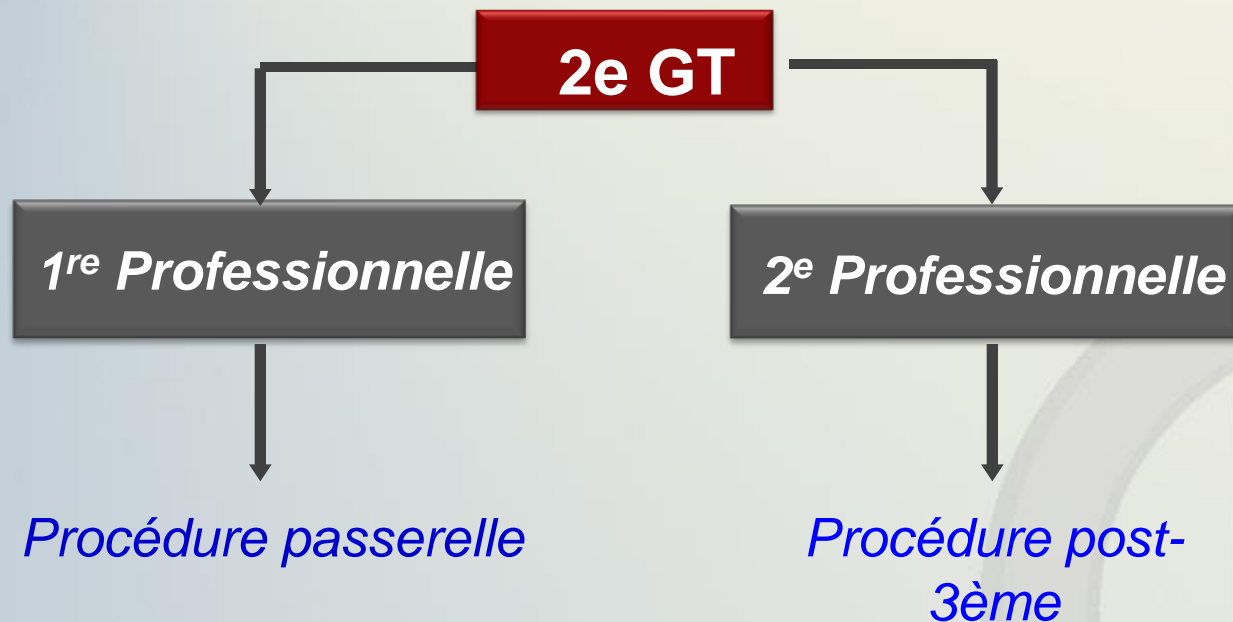 2e GT
1re Professionnelle
2e Professionnelle
Procédure passerelle
Procédure post-
3ème